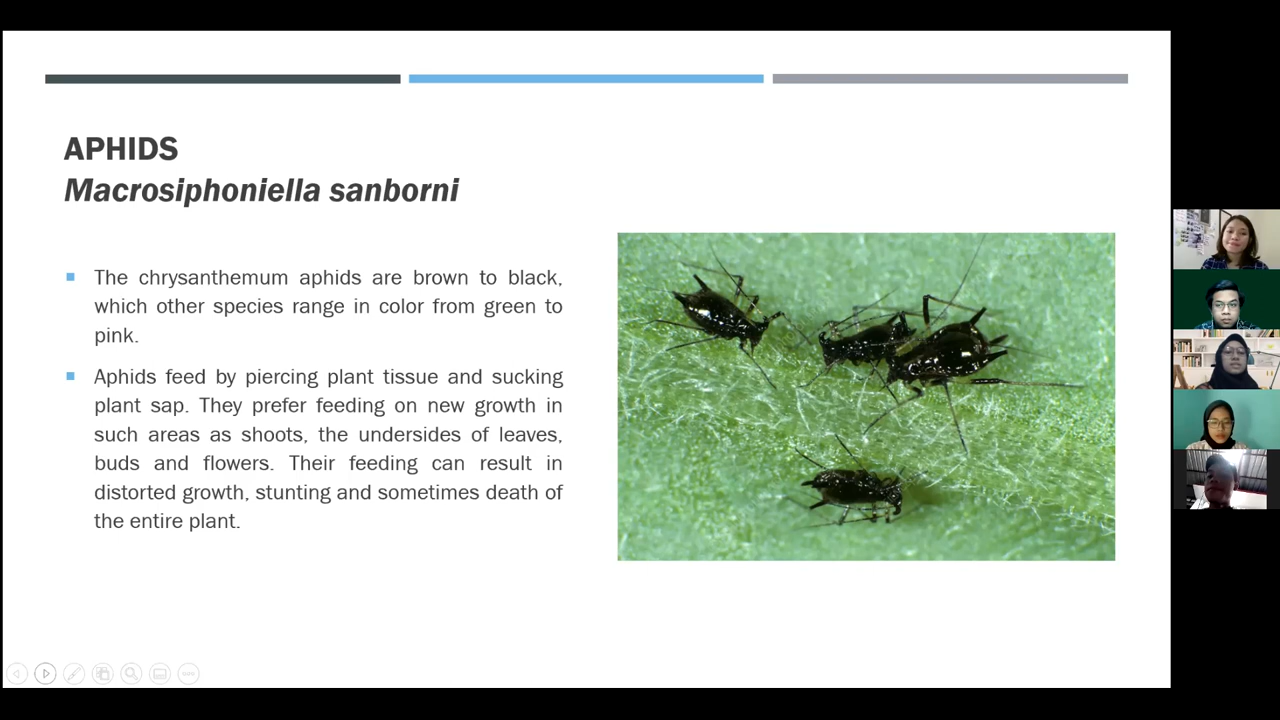 APHIDS
Macrosiphoniella sanborni
The chrysanthemum aphids are brown to black,
which other species range in color from green to
pink.
Aphids feed by piercing plant tissue and sucking
plant sap. They prefer feeding on new growth in
such areas as shoots, the undersides of leaves,
buds and flowers. Their feeding can result in
distorted growth, stunting and sometimes death of
the entire plant.